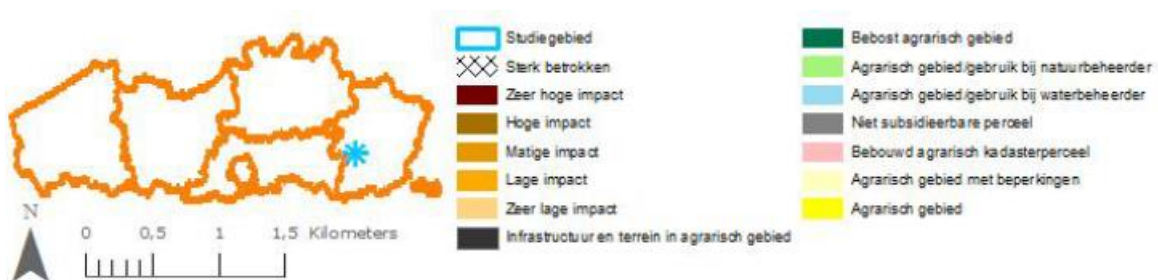 Studiegebied
Sterk betrokken
Zeer hoge impact
Hoge impact
Matige impact
Lage impact
Zeer lage impact
Infrastructuur en terrein in agrarisch gebied
Bebost agrarisch gebied
Agrarisch gebied/gebruik bij natuurbeheerder
Agrarisch gebied/gebruik bij waterbeheerder
Niet subsidieerbare perceel
Bebouwd agrarisch kadasterperceel
Agrarisch gebied met beperkingen
Agrarisch gebied
N
0 0,5 1 1,5 Kilometers